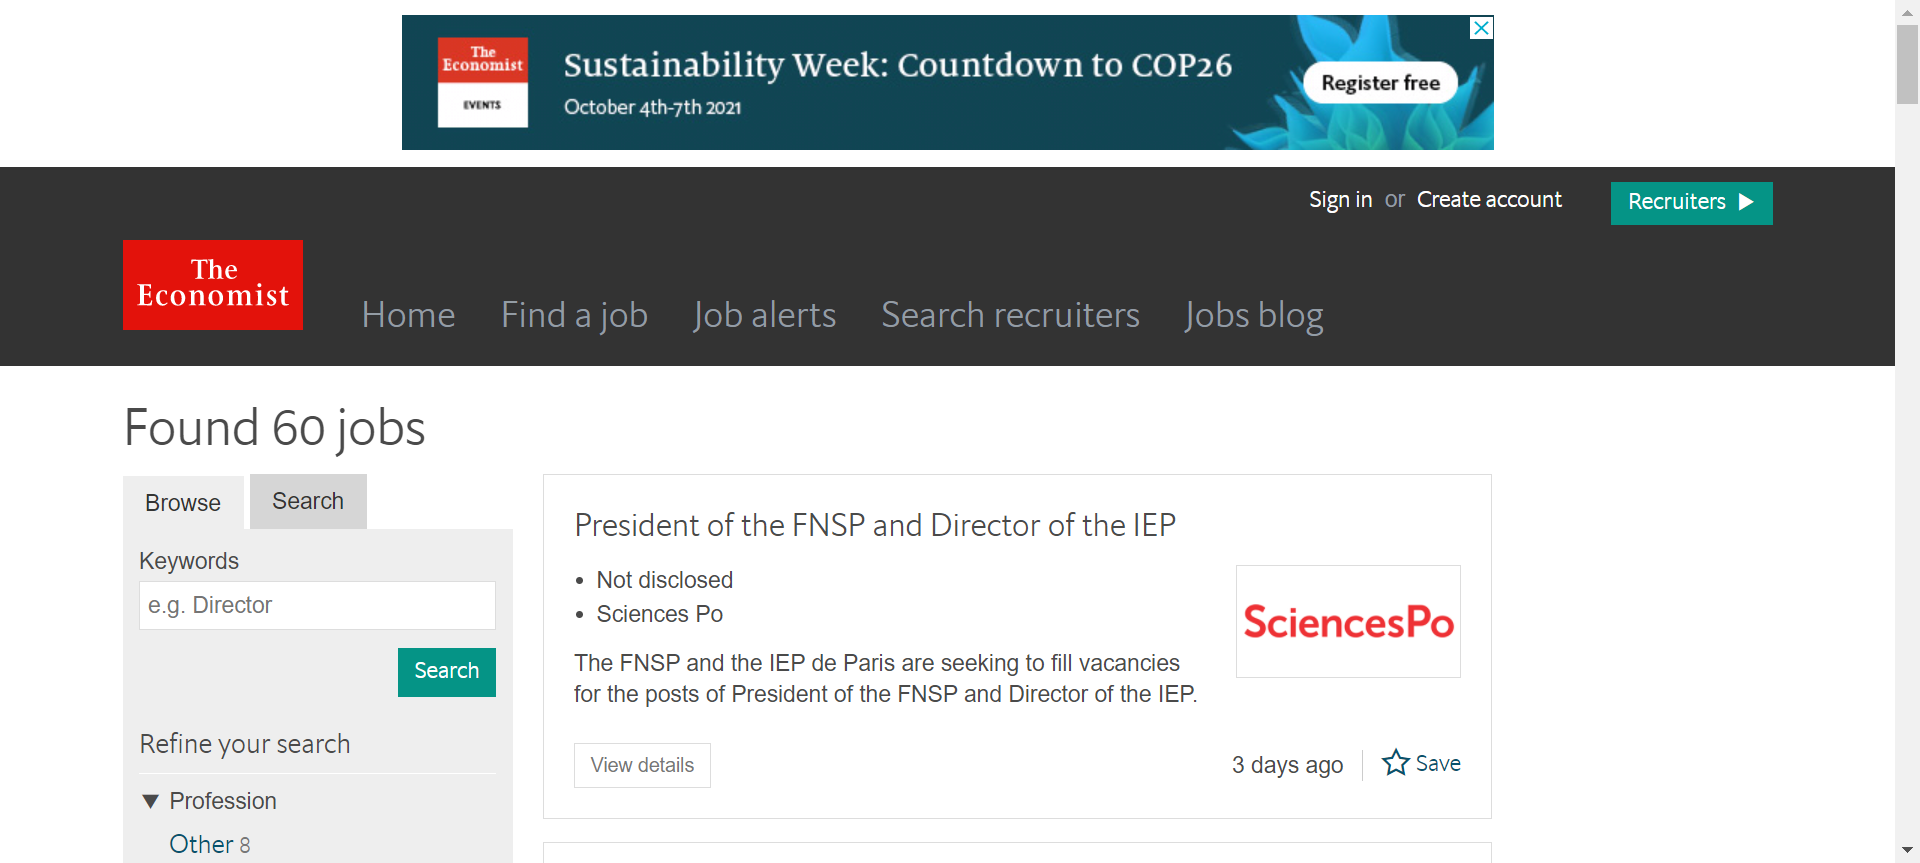 The
Economist
EVENTS
Sustainability Week: Countdown to COP26
October 4th-7th 2021
Register free
Sign in or Create account
Recruiters
The
Economist
Home Find a job Job alerts Search recruiters Jobs blog
Found 60 jobs
Browse Search
Keywords
e.g. Director
Search
Refine your search
Profession
Other 8
President of the FNSP and Director of the IEP
Not disclosed
Sciences Po
SciencesPo
The FNSP and the IEP de Paris are seeking to fill vacancies
for the posts of President of the FNSP and Director of the IEP.
View details
3 days ago
Save